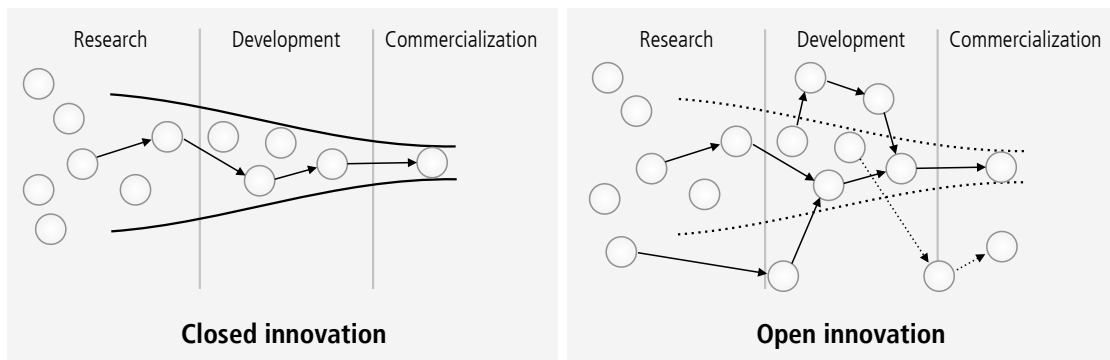 Research Development Commercialization
Closed innovation
Research Development Commercialization
Open innovation